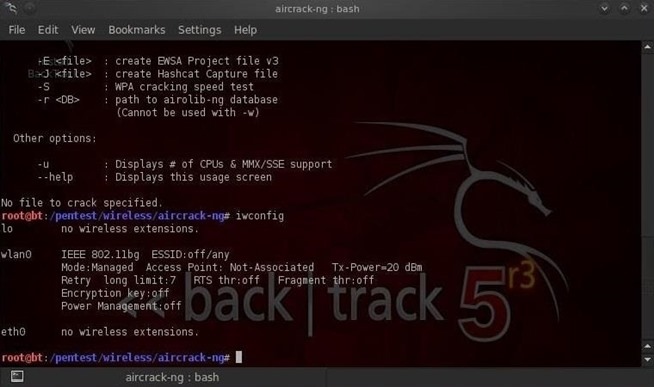 aircrack-ng : bash
File Edit View Bookmarks Settings Help
-E <file> : create EWSA Project file v3
-J <file> : create Hashcat Capture file
-S : WPA cracking speed test
-r <DB> : path to airolib-ng database
(Cannot be used with -w)
Other options:
-u : Displays # of CPUs & MMX/SSE support
--help : Displays this usage screen
No file to crack specified.
root@bt:/pentest/wireless/aircrack-ng# iwconfig
lo no wireless extensions.
wlan0 IEEE 802.11bg ESSID:off/any
Mode:Managed Access Point: Not-Associated Tx-Power=20 dBm
Retry long limit:7 RTS thr:off Fragment thr:off
Encryption key:off
Power Management:off
eth0 no wireless extensions.
root@bt:/pentest/wireless/aircrack-ng#
<< back | track 5 r3
aircrack-ng : bash